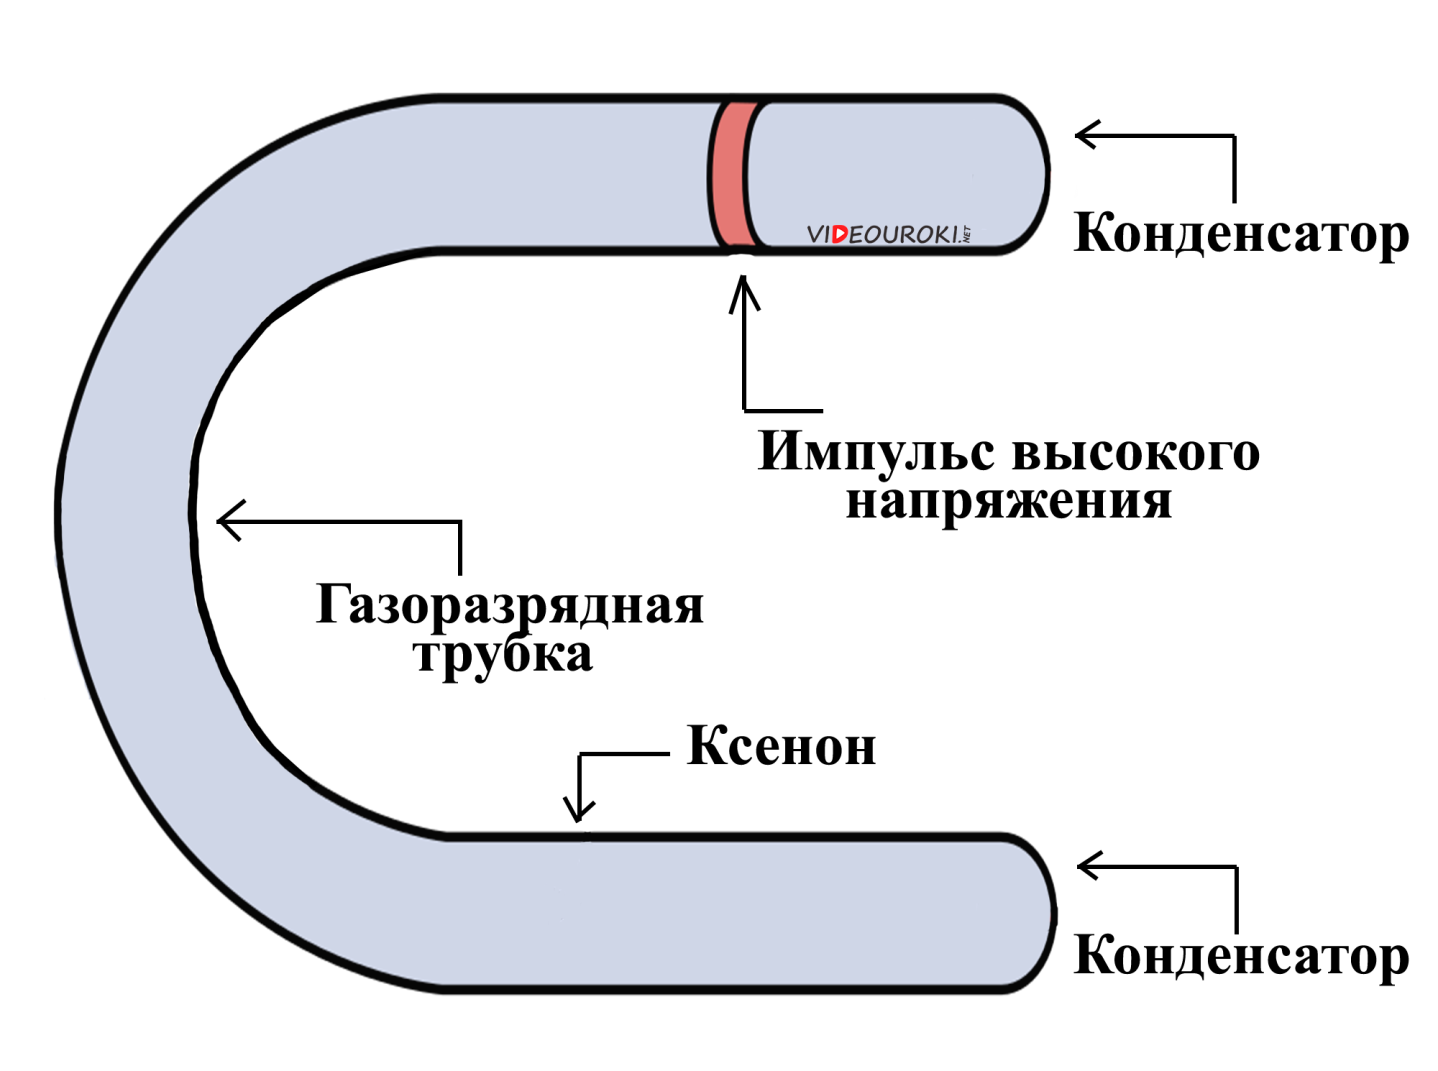 VIDEOUROKI.NET
Конденсатор
Импульс высокого
напряжения
Газоразрядная
трубка
Ксенон
Конденсатор